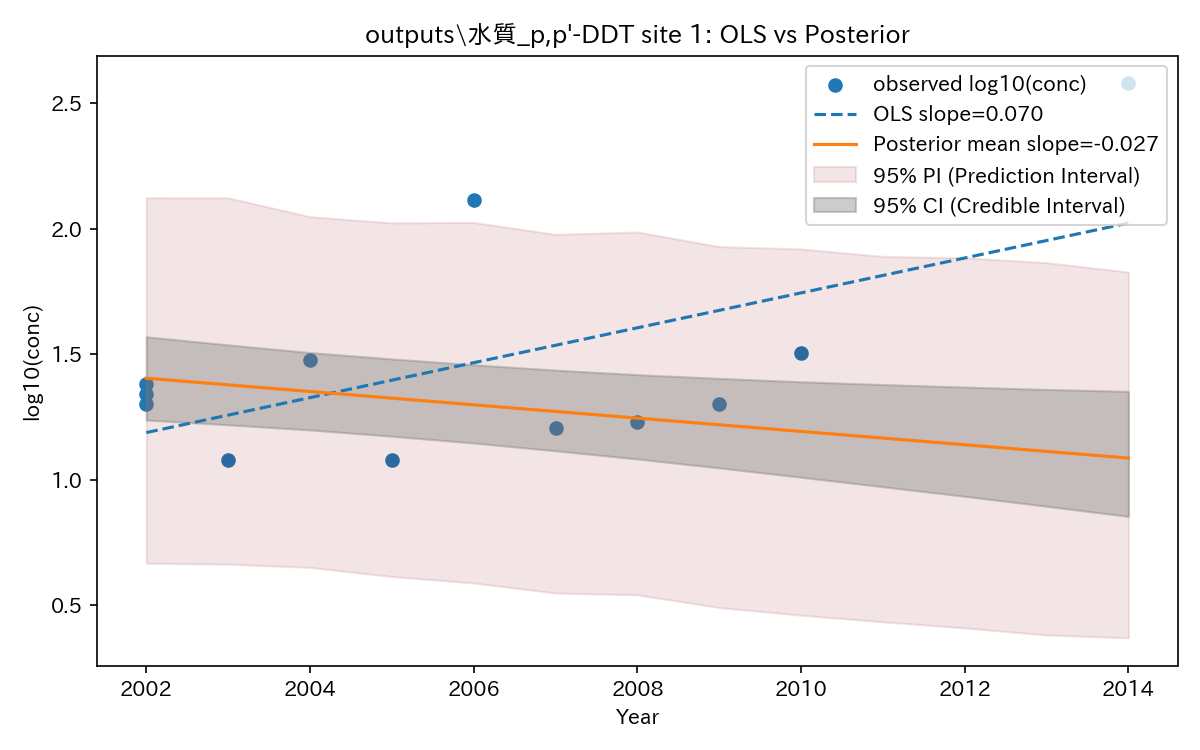 outputs\水質_p,p'-DDT site 1: OLS vs Posterior
observed log10(conc)
OLS slope=0.070
Posterior mean slope=-0.027
95% PI (Prediction Interval)
95% CI (Credible Interval)
log10(conc)
2.5
2.0
1.5
1.0
0.5
2002
2004
2006
2008
2010
2012
2014
Year